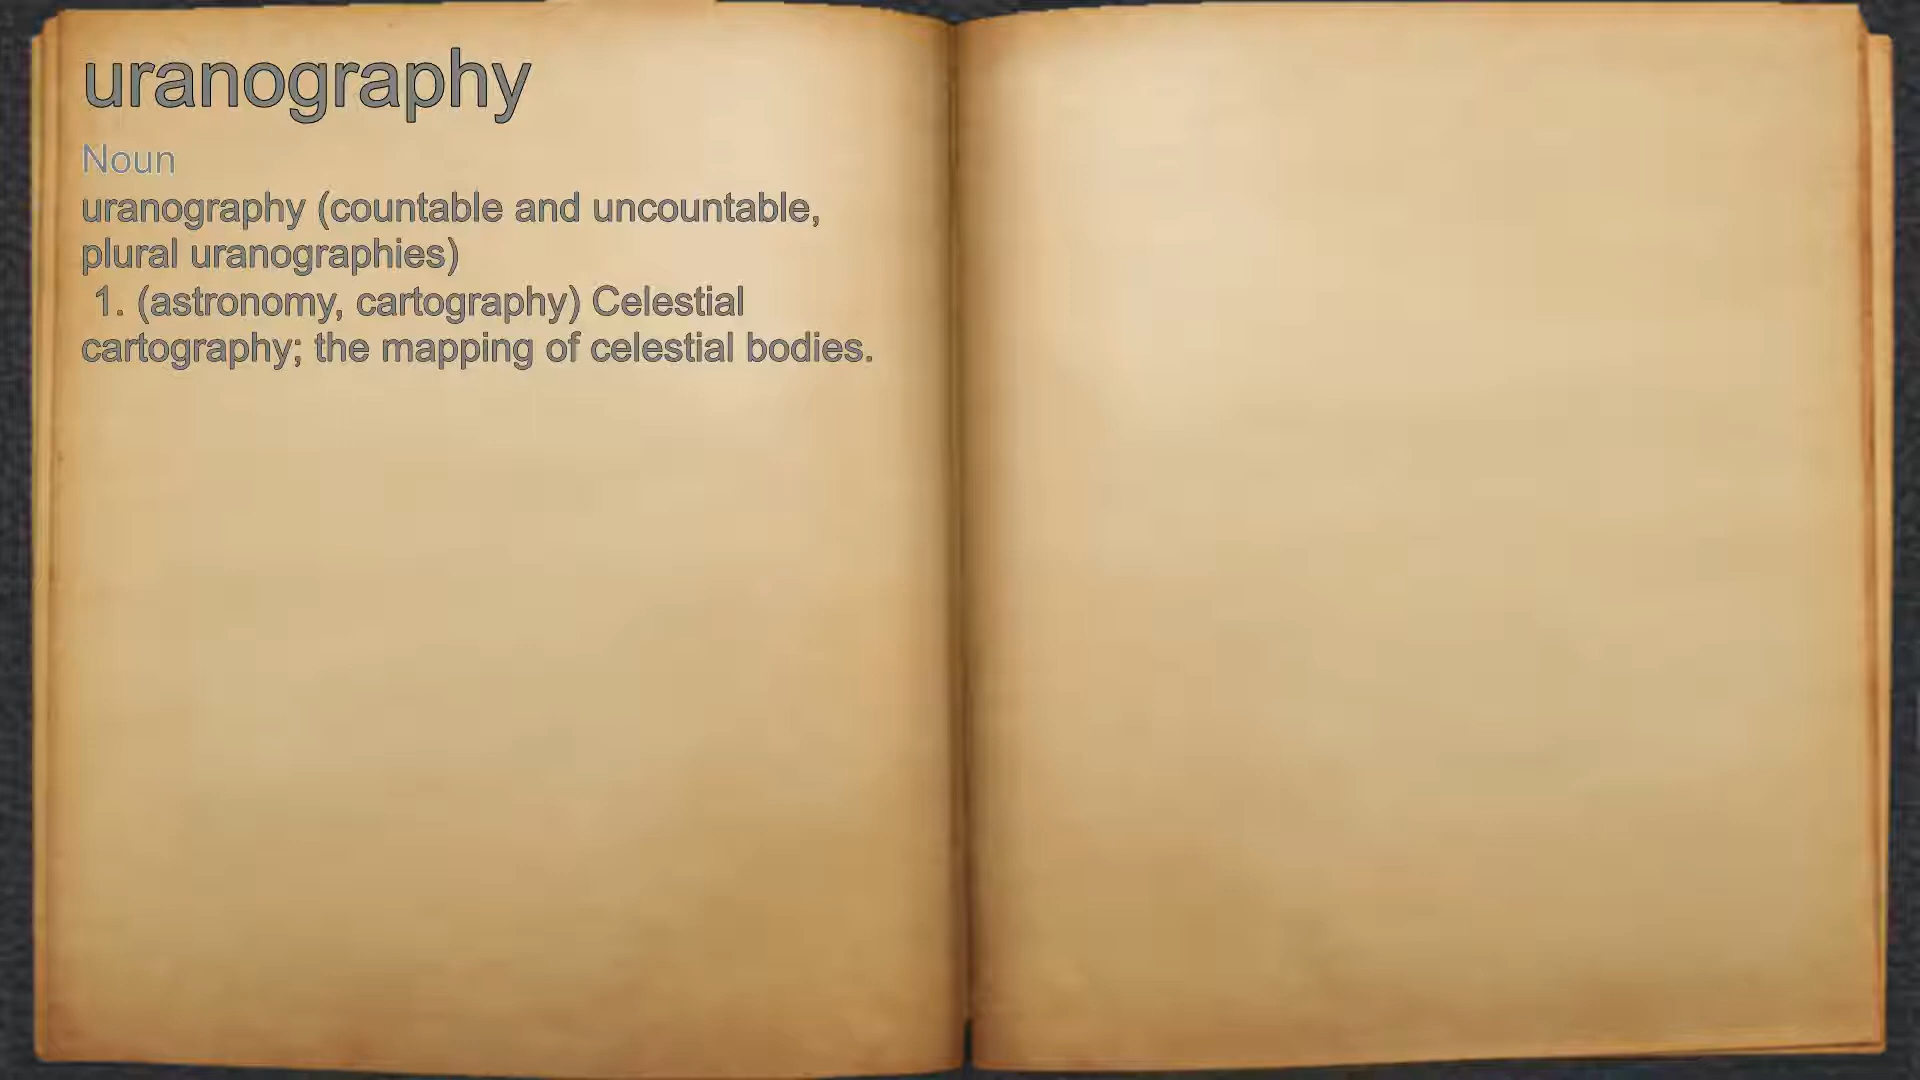 uranography
Noun
uranography (countable and uncountable,
plural uranographies)
1. (astronomy, cartography) Celestial
cartography; the mapping of celestial bodies.